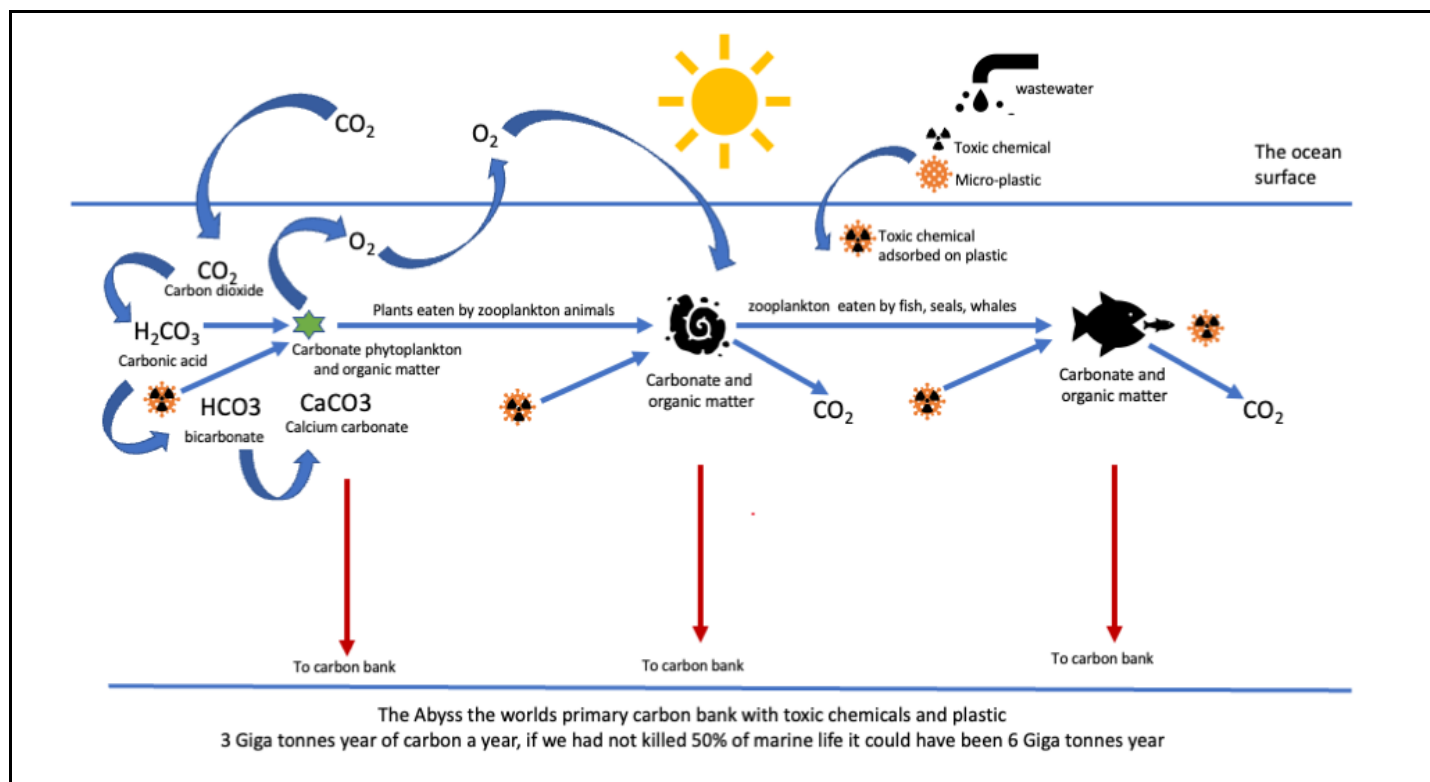 wastewater
CO₂
O₂
Toxic chemical
Micro-plastic
The ocean
surface
O₂
Toxic chemical
adsorbed on plastic
CO₂
Carbon dioxide
Plants eaten by zooplankton animals
zooplankton eaten by fish, seals, whales
H₂CO₃
Carbonic acid
Carbonate phytoplankton
and organic matter
Carbonate and
organic matter
Carbonate and
organic matter
HCO3
bicarbonate
CaCO3
Calcium carbonate
CO₂
CO₂
To carbon bank
To carbon bank
To carbon bank
The Abyss the worlds primary carbon bank with toxic chemicals and plastic
3 Giga tonnes year of carbon a year, if we had not killed 50% of marine life it could have been 6 Giga tonnes year